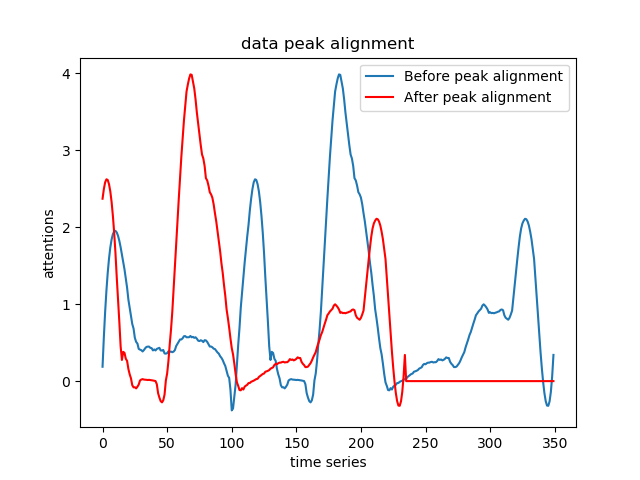 data peak alignment
Before peak alignment
After peak alignment
4
3
2
1
0
attentions
0 50 100 150 200 250 300 350
time series